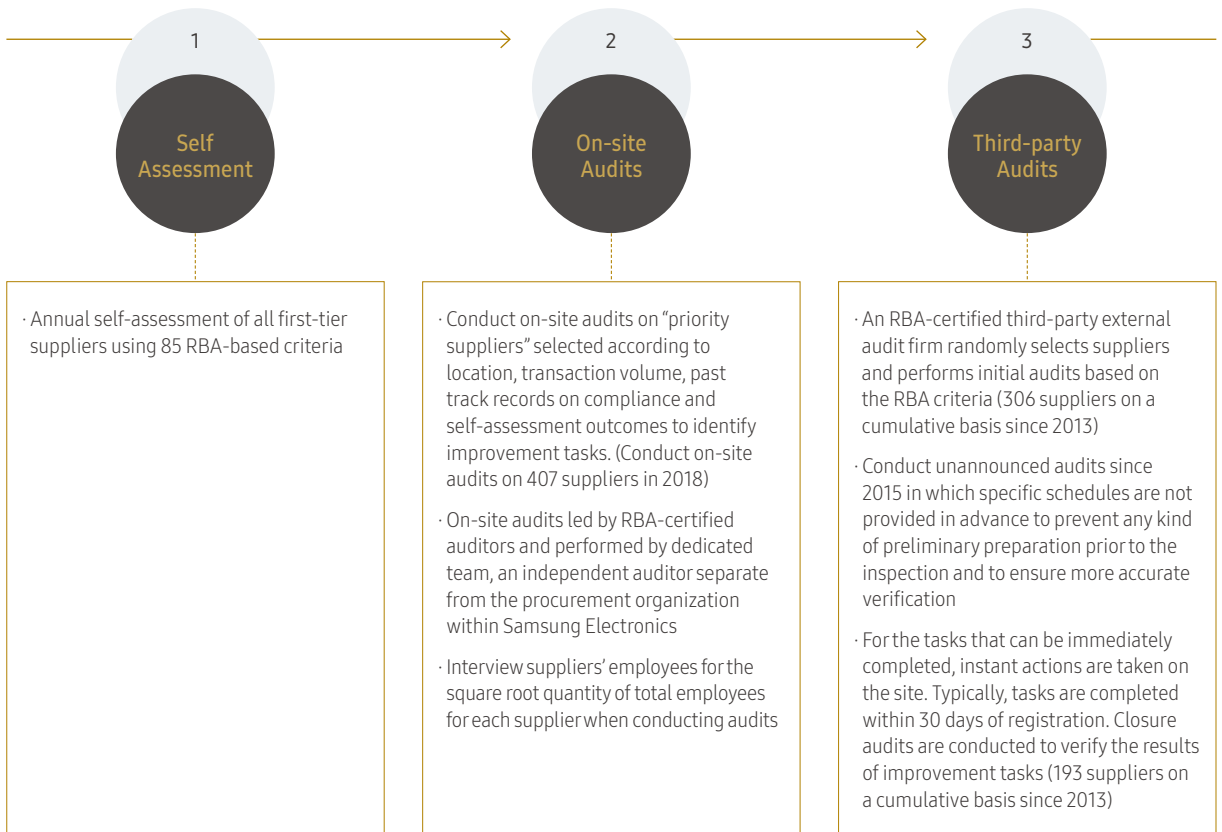 1
Self
Assessment
· Annual self-assessment of all first-tier
suppliers using 85 RBA-based criteria
2
On-site
Audits
· Conduct on-site audits on “priority
suppliers” selected according to
location, transaction volume, past
track records on compliance and
self-assessment outcomes to identify
improvement tasks. (Conduct on-site
audits on 407 suppliers in 2018)
· On-site audits led by RBA-certified
auditors and performed by dedicated
team, an independent auditor separate
from the procurement organization
within Samsung Electronics
· Interview suppliers’ employees for the
square root quantity of total employees
for each supplier when conducting audits
3
Third-party
Audits
· An RBA-certified third-party external
audit firm randomly selects suppliers
and performs initial audits based on
the RBA criteria (306 suppliers on a
cumulative basis since 2013)
· Conduct unannounced audits since
2015 in which specific schedules are not
provided in advance to prevent any kind
of preliminary preparation prior to the
inspection and to ensure more accurate
verification
· For the tasks that can be immediately
completed, instant actions are taken on
the site. Typically, tasks are completed
within 30 days of registration. Closure
audits are conducted to verify the results
of improvement tasks (193 suppliers on
a cumulative basis since 2013)